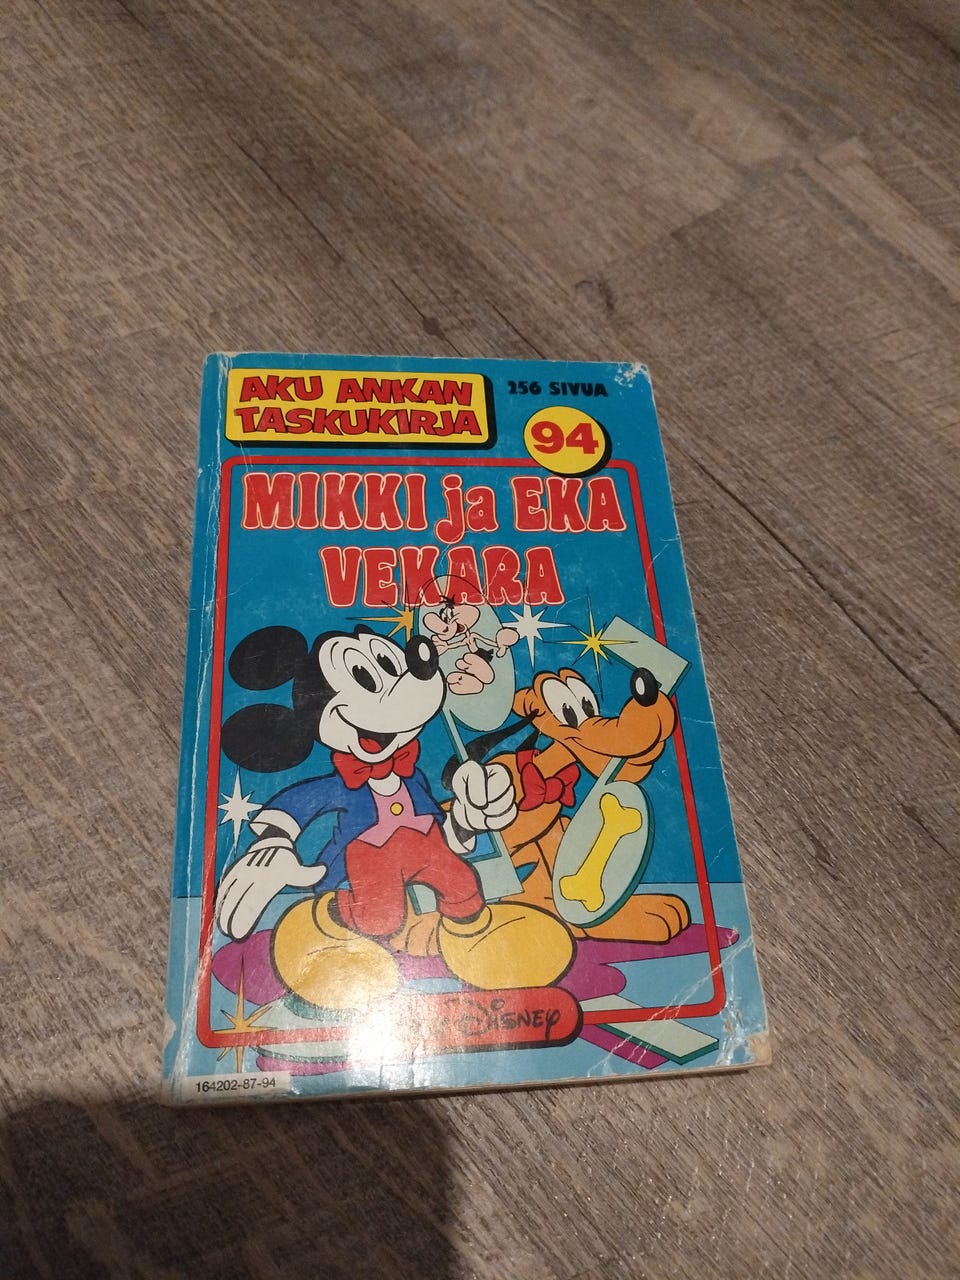 AKU ANKAN
TASKUKIRJA
256 SIVUA
94
MIKKI ja EKA
VEKARA
DISNEY
164202-87-94